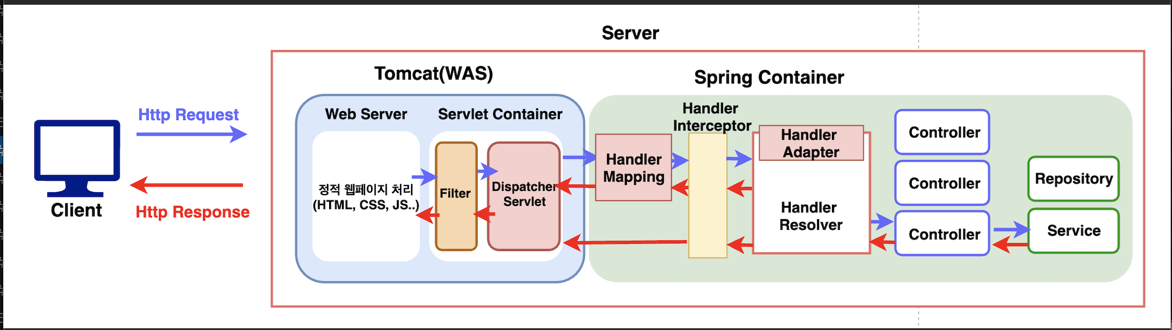 Server
Tomcat(WAS)
Spring Container
Http Request
Http Response
Client
Web Server
정적 웹페이지 처리
(HTML, CSS, JS..)
Servlet Container
Filter
Dispatcher
Servlet
Handler
Mapping
Handler
Interceptor
Handler
Adapter
Handler
Resolver
Controller
Controller
Controller
Repository
Service